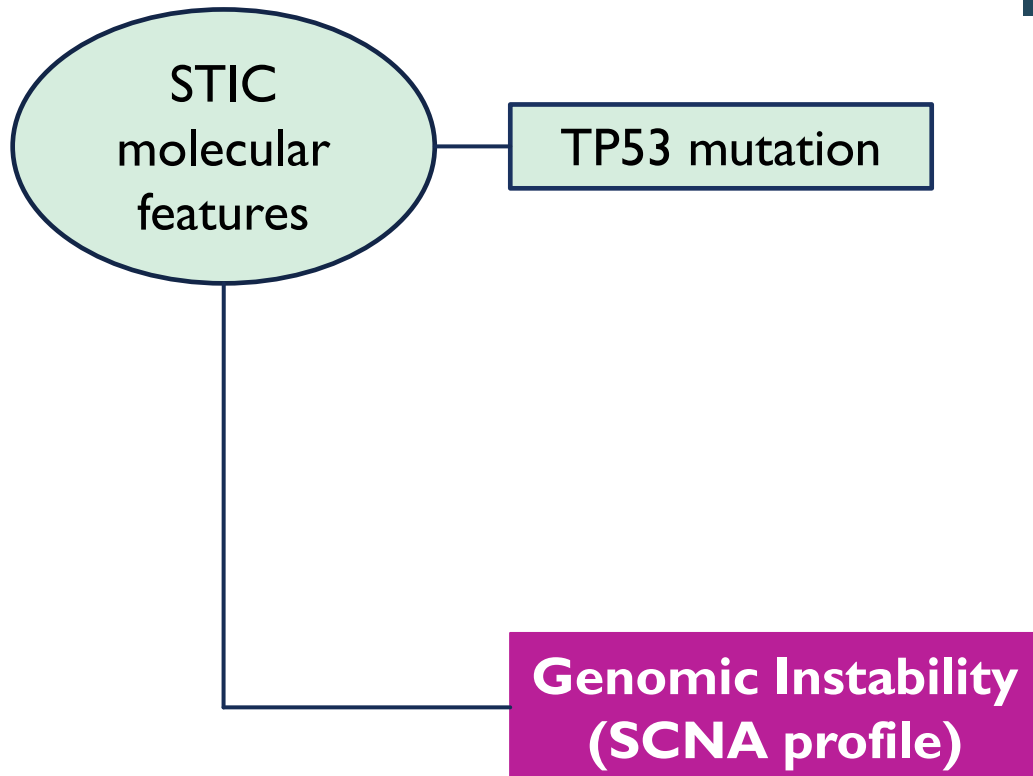 STIC
molecular
features
TP53 mutation
Genomic Instability
(SCNA profile)